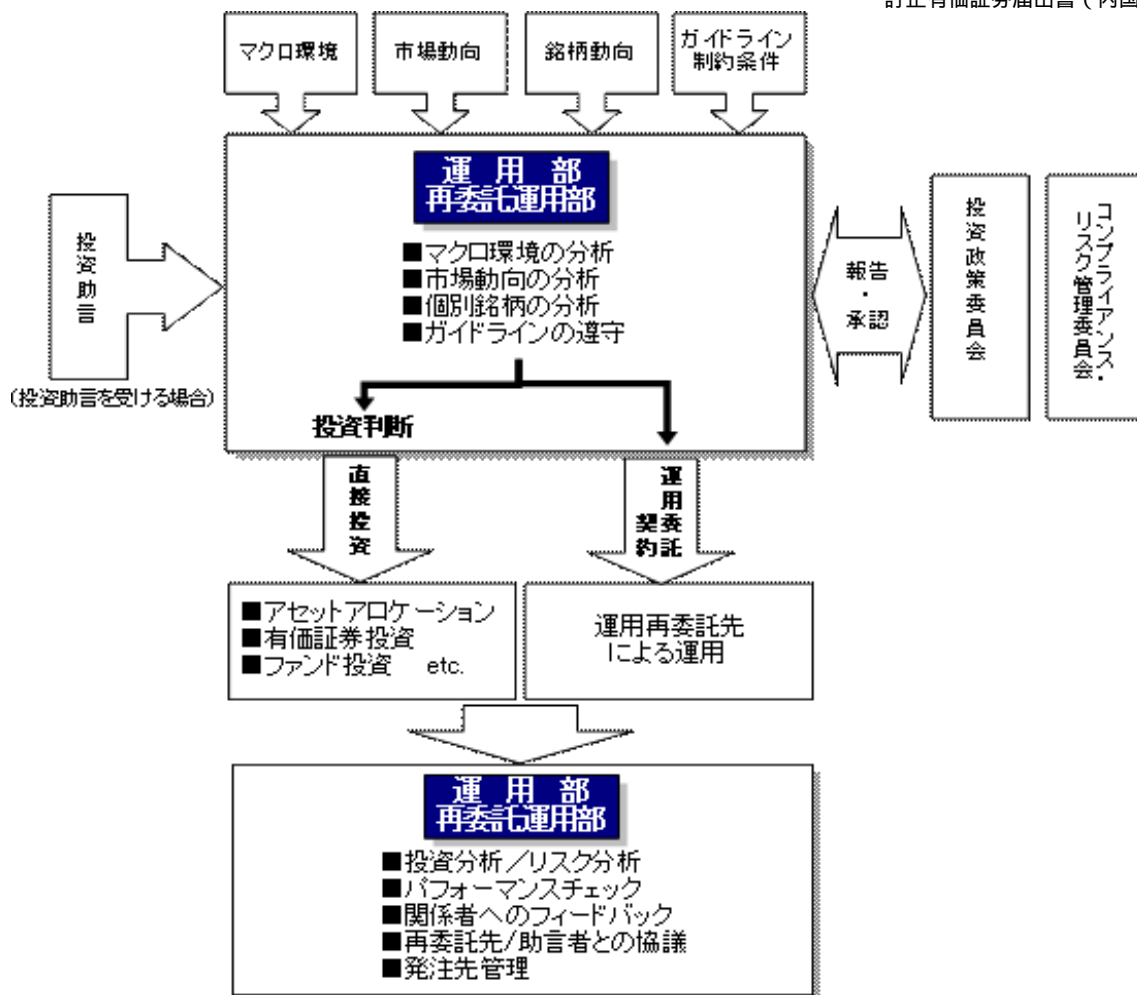 訂正有価証券届出書(内国
マクロ環境
市場動向
銘柄動向
ガイドライン
制約条件
運用部
再委託運用部
■マクロ環境の分析
■市場動向の分析
■個別銘柄の分析
■ガイドラインの遵守
投資助言
(投資助言を受ける場合)
報告
・
承認
投資政策委員会
コンプライアンス・
リスク管理委員会
投資判断
直接投資
運用委託
契約
■アセットアロケーション
■有価証券投資
■ファンド投資 etc.
運用再委託先
による運用
運用部
再委託運用部
■投資分析/リスク分析
■パフォーマンスチェック
■関係者へのフィードバック
■再委託先/助言者との協議
■発注先管理